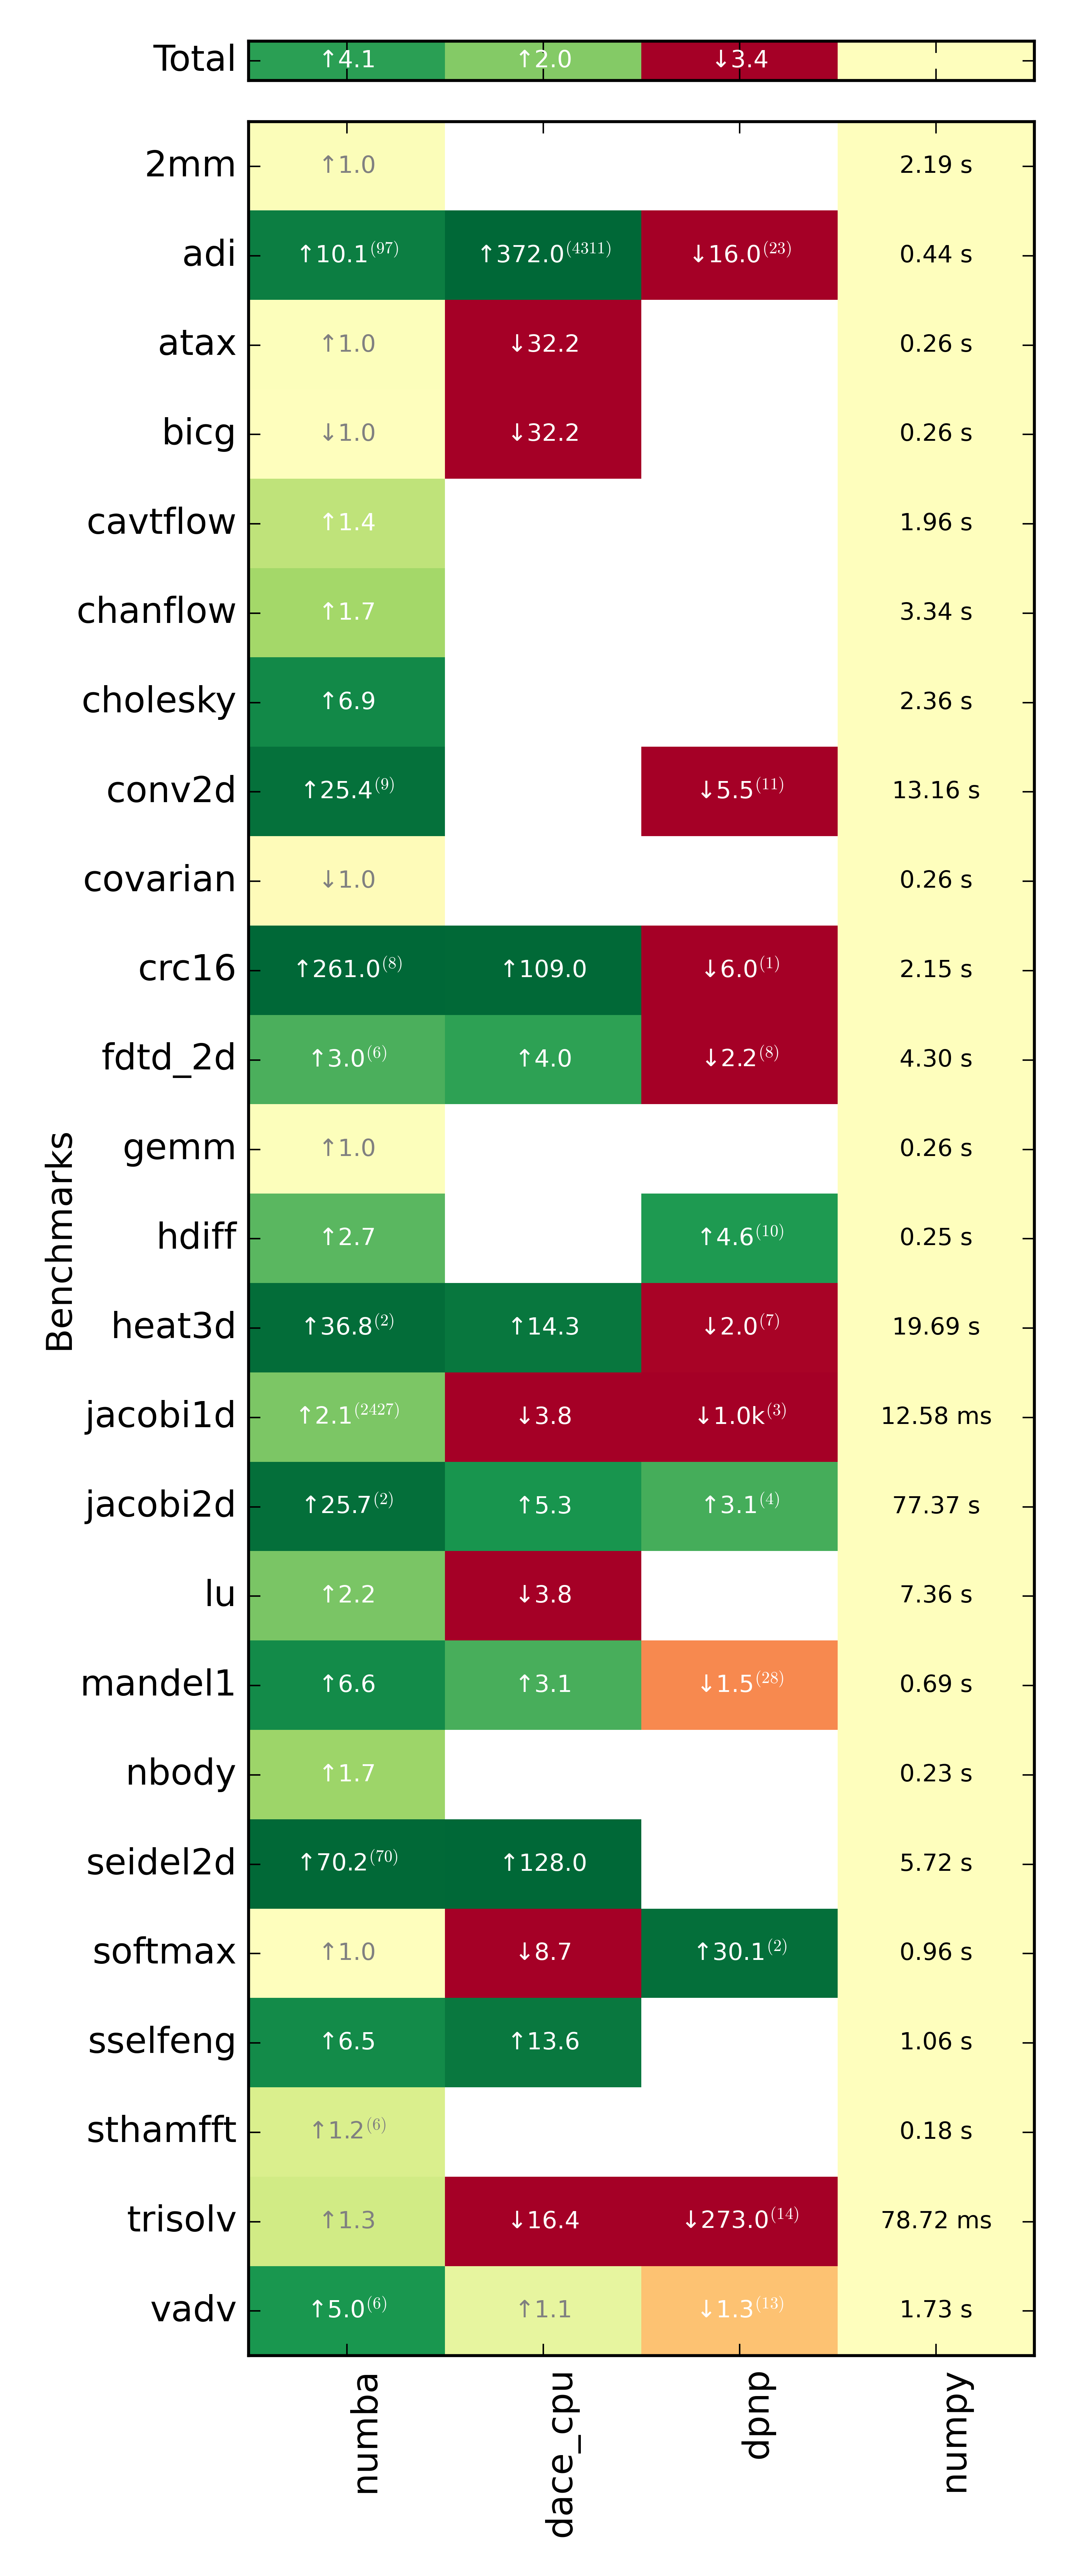 Total ↑4.1 ↑2.0 ↓3.4
2mm ↑1.0 2.19 s
adi ↑10.1(97) ↑372.0(4311) ↓16.0(23) 0.44 s
atax ↑1.0 ↓32.2 0.26 s
bicg ↓1.0 ↓32.2 0.26 s
cavtflow ↑1.4 1.96 s
chanflow ↑1.7 3.34 s
cholesky ↑6.9 2.36 s
conv2d ↑25.4(9) ↓5.5(11) 13.16 s
covarian ↓1.0 0.26 s
crc16 ↑261.0(8) ↑109.0 ↓6.0(1) 2.15 s
fdtd_2d ↑3.0(6) ↑4.0 ↓2.2(8) 4.30 s
gemm ↑1.0 0.26 s
hdiff ↑2.7 ↑4.6(10) 0.25 s
heat3d ↑36.8(2) ↑14.3 ↓2.0(7) 19.69 s
jacobi1d ↑2.1(2427) ↓3.8 ↓1.0k(3) 12.58 ms
jacobi2d ↑25.7(2) ↑5.3 ↑3.1(4) 77.37 s
lu ↑2.2 ↓3.8 7.36 s
mandel1 ↑6.6 ↑3.1 ↓1.5(28) 0.69 s
nbody ↑1.7 0.23 s
seidel2d ↑70.2(70) ↑128.0 5.72 s
softmax ↑1.0 ↓8.7 ↑30.1(2) 0.96 s
sselfeng ↑6.5 ↑13.6 1.06 s
sthamfft ↑1.2(6) 0.18 s
trisolv ↑1.3 ↓16.4 ↓273.0(14) 78.72 ms
vadv ↑5.0(6) ↑1.1 ↓1.3(13) 1.73 s
Benchmarks
numba dace_cpu dpnp numpy